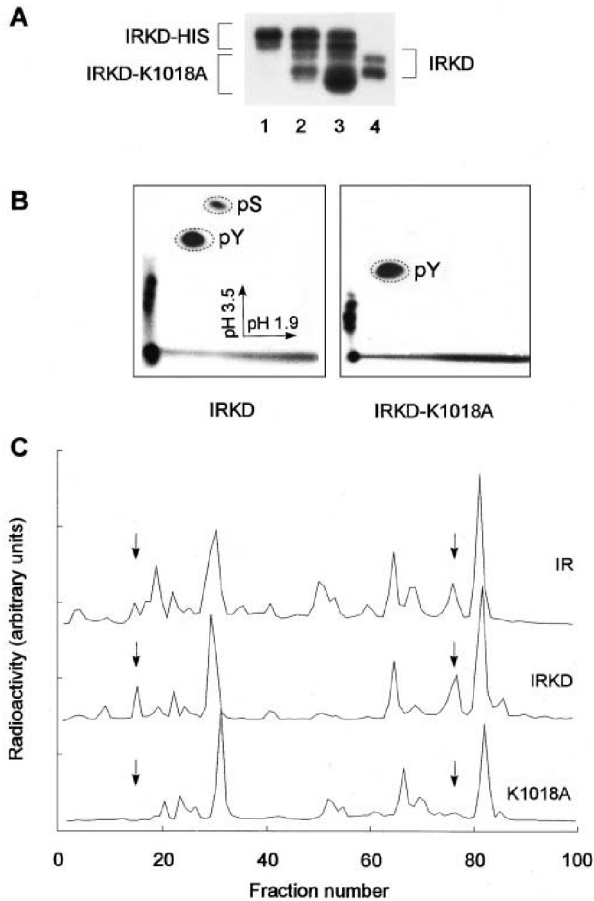 A
IRKD-HIS
IRKD-K1018A
IRKD
1 2 3 4
B
pS
pY
pH 3.5
pH 1.9
pY
IRKD
IRKD-K1018A
C
Radioactivity (arbitrary units)
IR
IRKD
K1018A
0 20 40 60 80 100
Fraction number